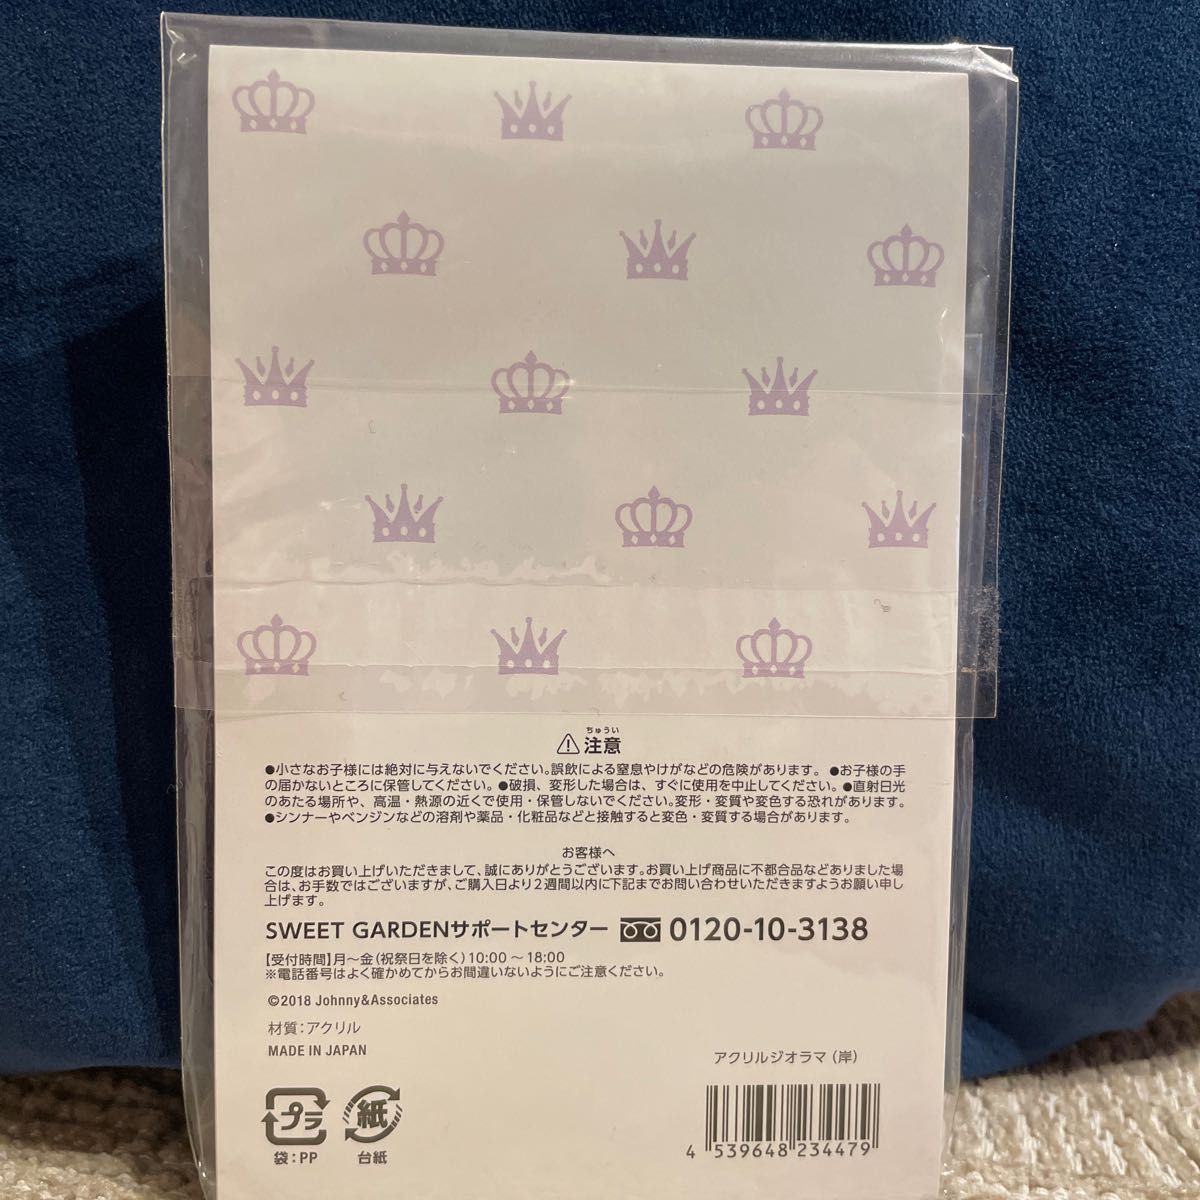 ちゅうい
注意
●小さなお子様には絶対に与えないでください。誤飲による窒息やけがなどの危険があります。 ●お子様の手
の届かないところに保管してください。●破損、変形した場合は、すぐに使用を中止してください。●直射日光
のあたる場所や、高温・熱源の近くで使用・保管しないでください。変形・変質や変色する恐れがあります。
●シンナーやベンジンなどの溶剤や薬品・化粧品などと接触すると変色・変質する場合があります。
お客様へ
この度はお買い上げいただきまして、誠にありがとうございます。お買い上げ商品に不都合品などありました場
合は、お手数ではございますが、ご購入日より2週間以内に下記までお問い合わせいただきますようお願い申し
上げます。
SWEET GARDENサポートセンター 0120-10-3138
【受付時間】月～金(祝祭日を除く)10:00～18:00
※電話番号はよく確かめてからお間違いないようにご注意ください。
©2018 Johnny&Associates
材質:アクリル
MADE IN JAPAN
アクリルジオラマ(岸)
プラ
紙
袋:PP
台紙
4 539648 234479